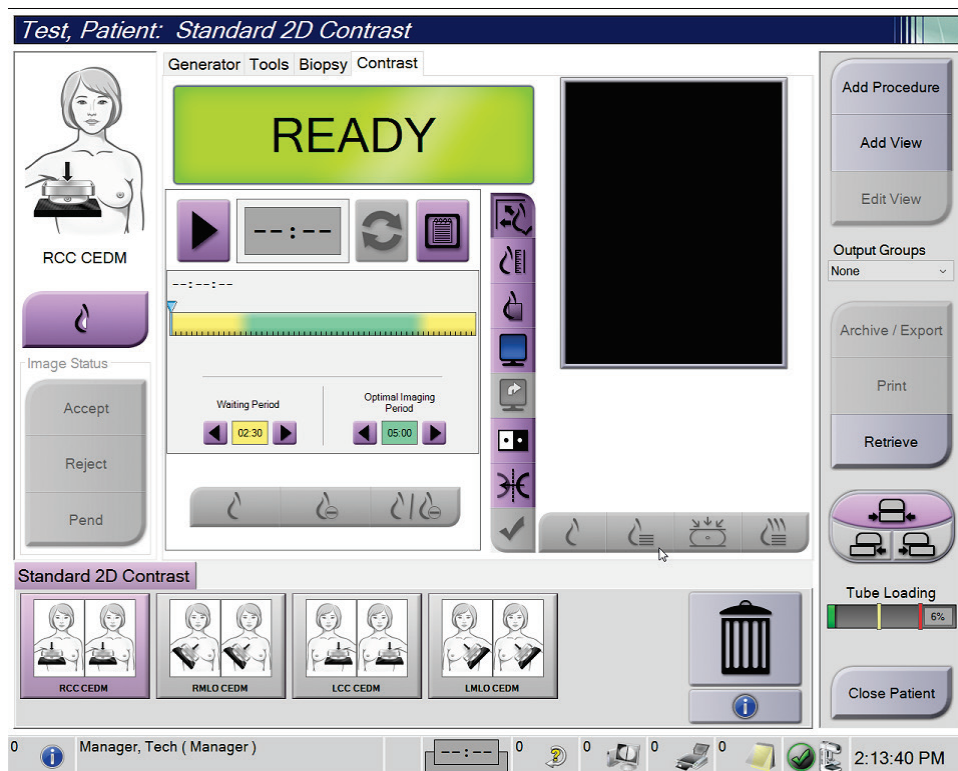 Test, Patient: Standard 2D Contrast
Generator Tools Biopsy Contrast
READY
--:--
--:--:--
Waiting Period
02:30
Optimal Imaging
Period
05:00
RCC CEDM
Image Status
Accept
Reject
Pend
Add Procedure
Add View
Edit View
Output Groups
None
Archive / Export
Print
Retrieve
Tube Loading
6%
Close Patient
Standard 2D Contrast
RCC CEDM
RMLO CEDM
LCC CEDM
LMLO CEDM
0
Manager, Tech ( Manager )
--:--
0
0
0
0
2:13:40 PM